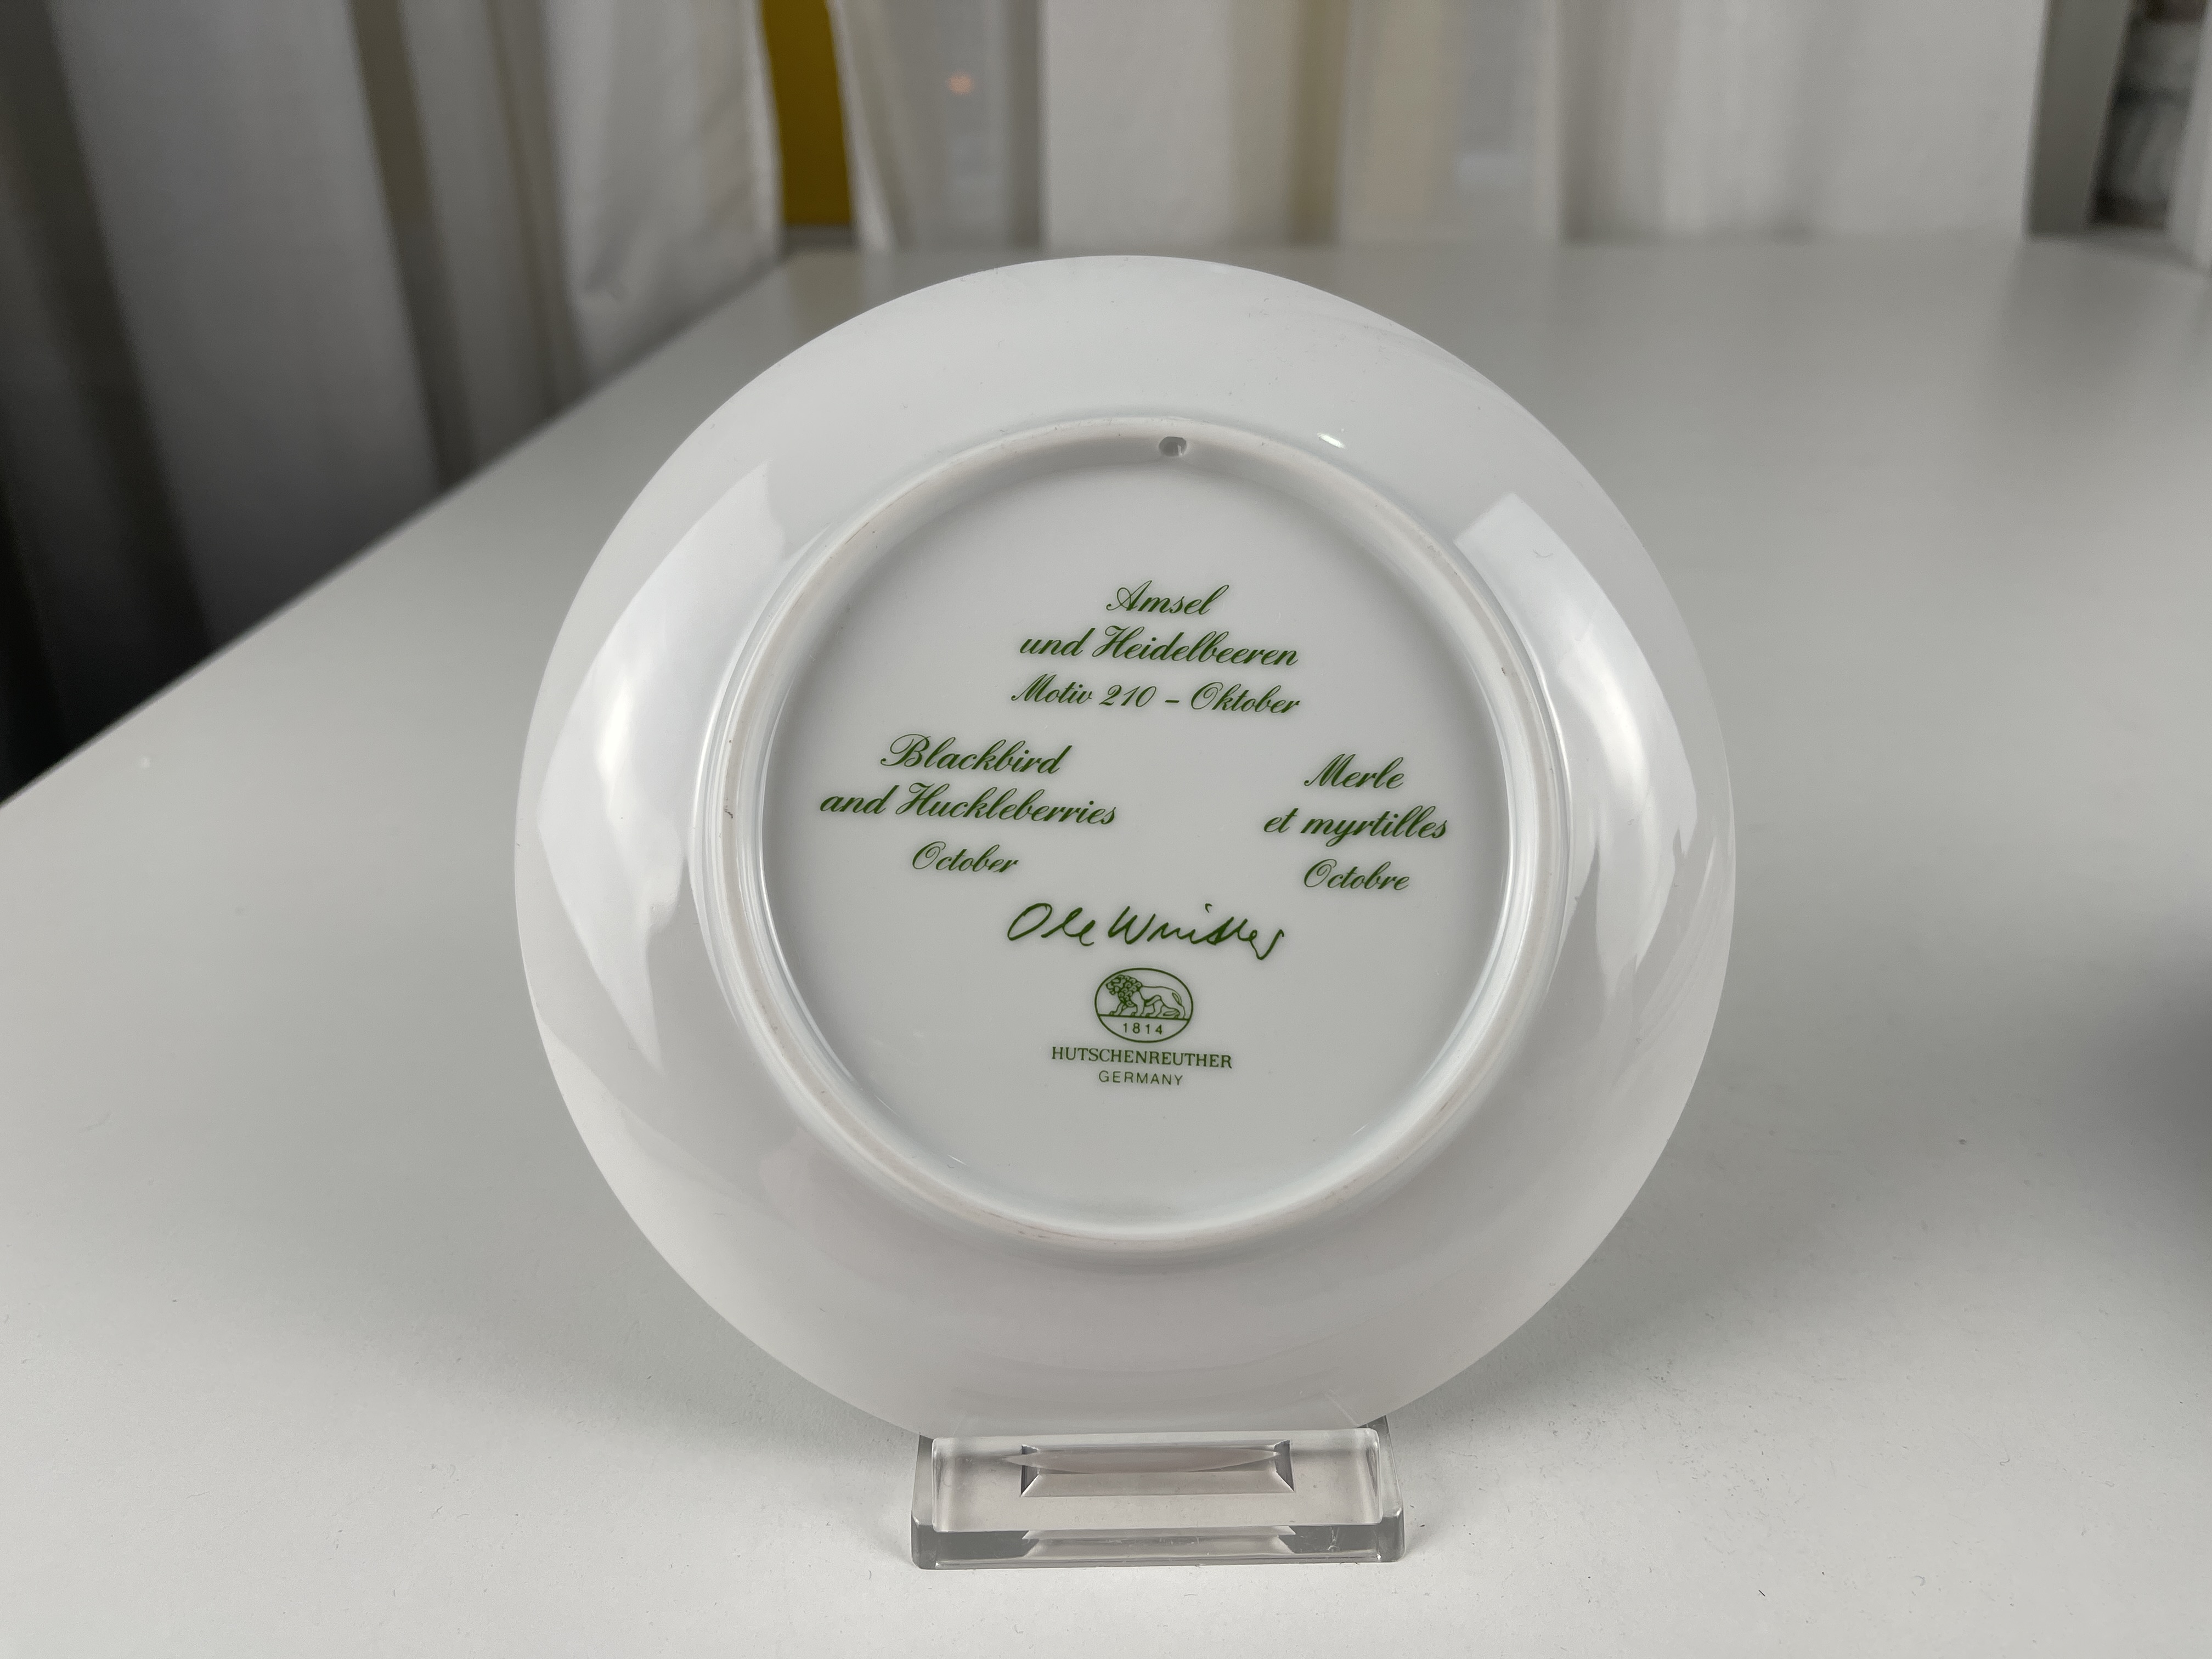 Amsel
und Heidelbeeren
Motiv 210 – Oktober
Blackbird
and Huckleberries
October
Merle
et myrtilles
Octobre
Ole Winther
1814
HUTSCHENREUTHER
GERMANY